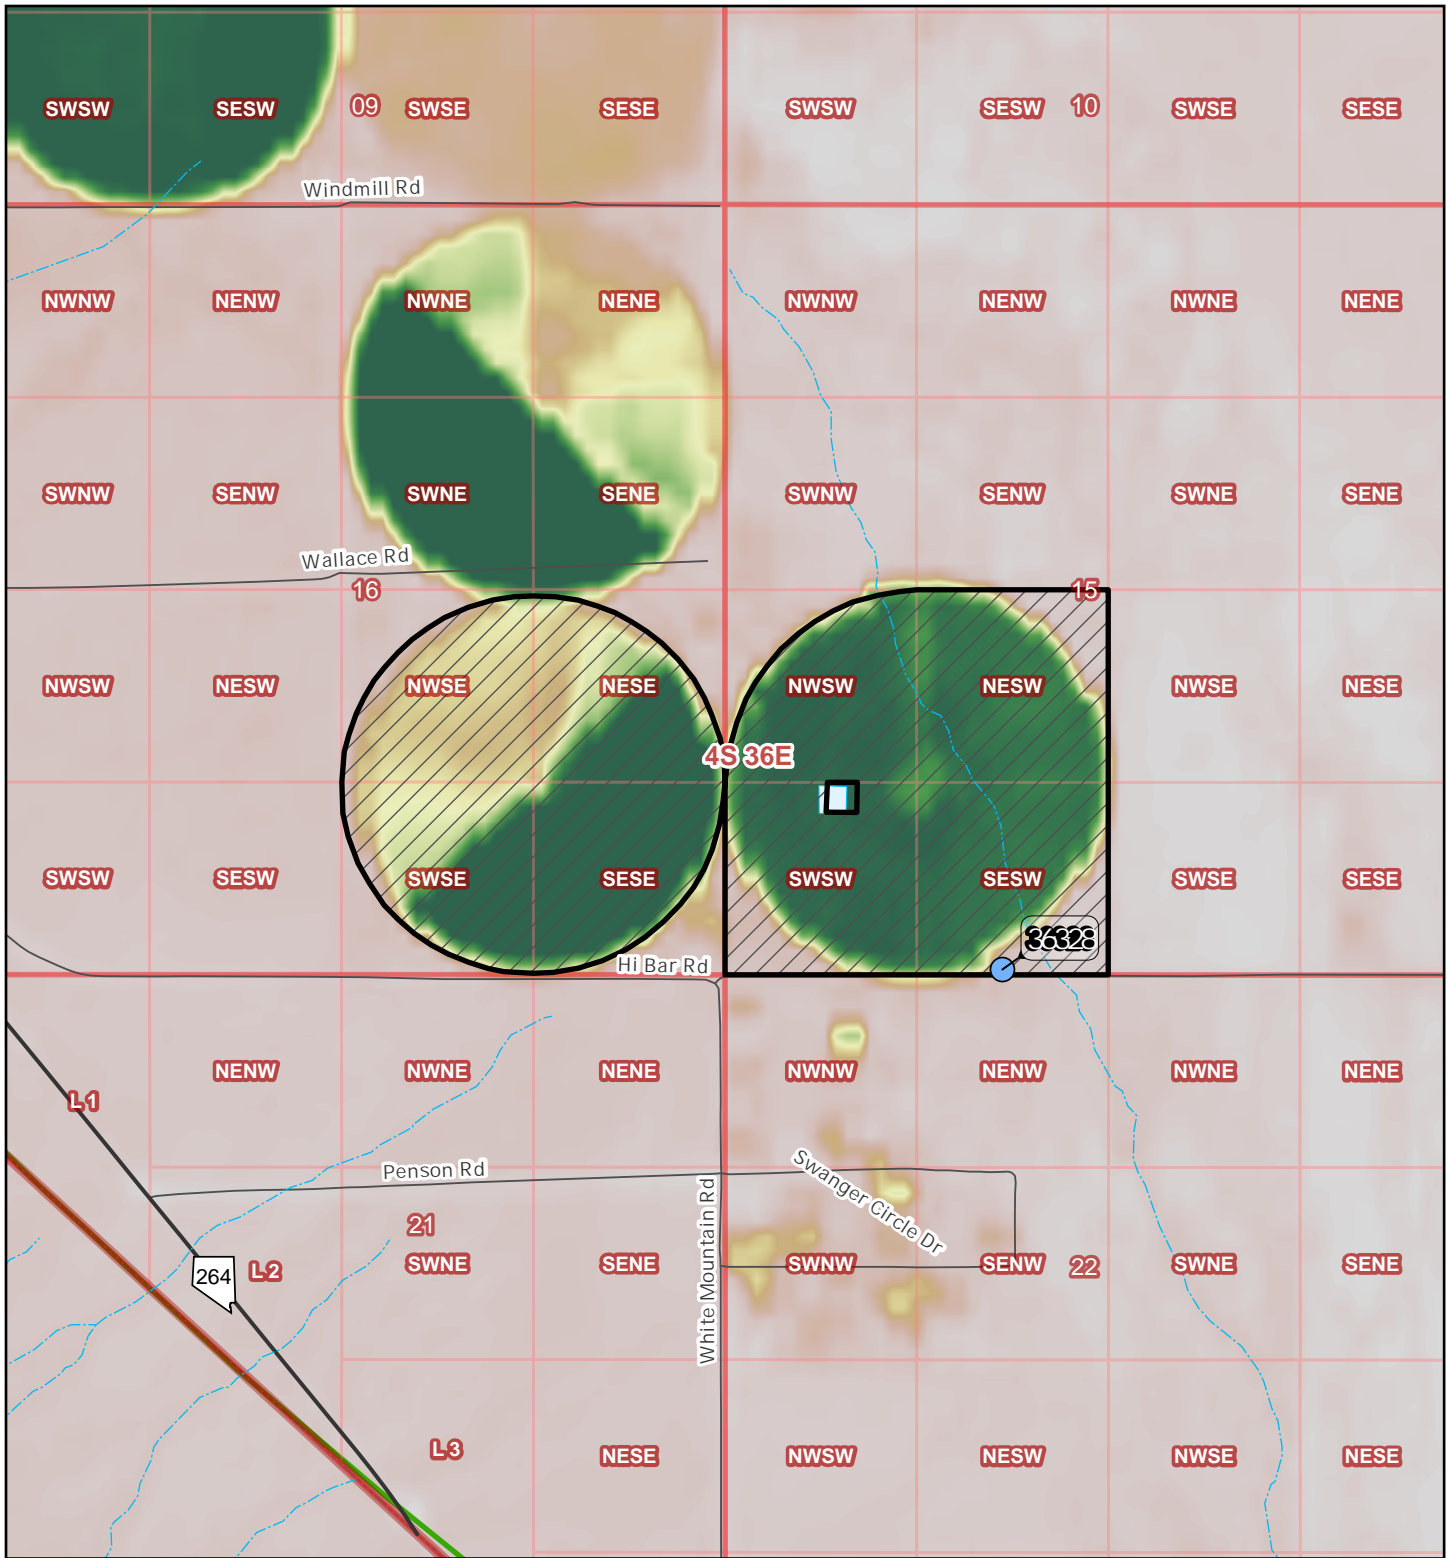 SWSW SESW 09 SWSE SESE SWSW SESW 10 SWSE SESE
Windmill Rd
NWNW NENW NWNE NENE NWNW NENW NWNE NENE
SWNW SENW SWNE SENE SWNW SENW SWNE SENE
Wallace Rd
16 15
NWSW NESW NWSE NESE NWSW NESW NWSE NESE
4S 36E
SWSW SESW SWSE SESE SWSW SESW SWSE SESE
Hi Bar Rd
NENW NWNE NENE NWNW NENW NWNE NENE
L 1
Penson Rd
Swanger Circle Dr
White Mountain Rd
21
264 L 2 SWNE SENE SWNW SENW 22 SWNE SENE
L 3 NESE NWSW NESW NWSE NESE